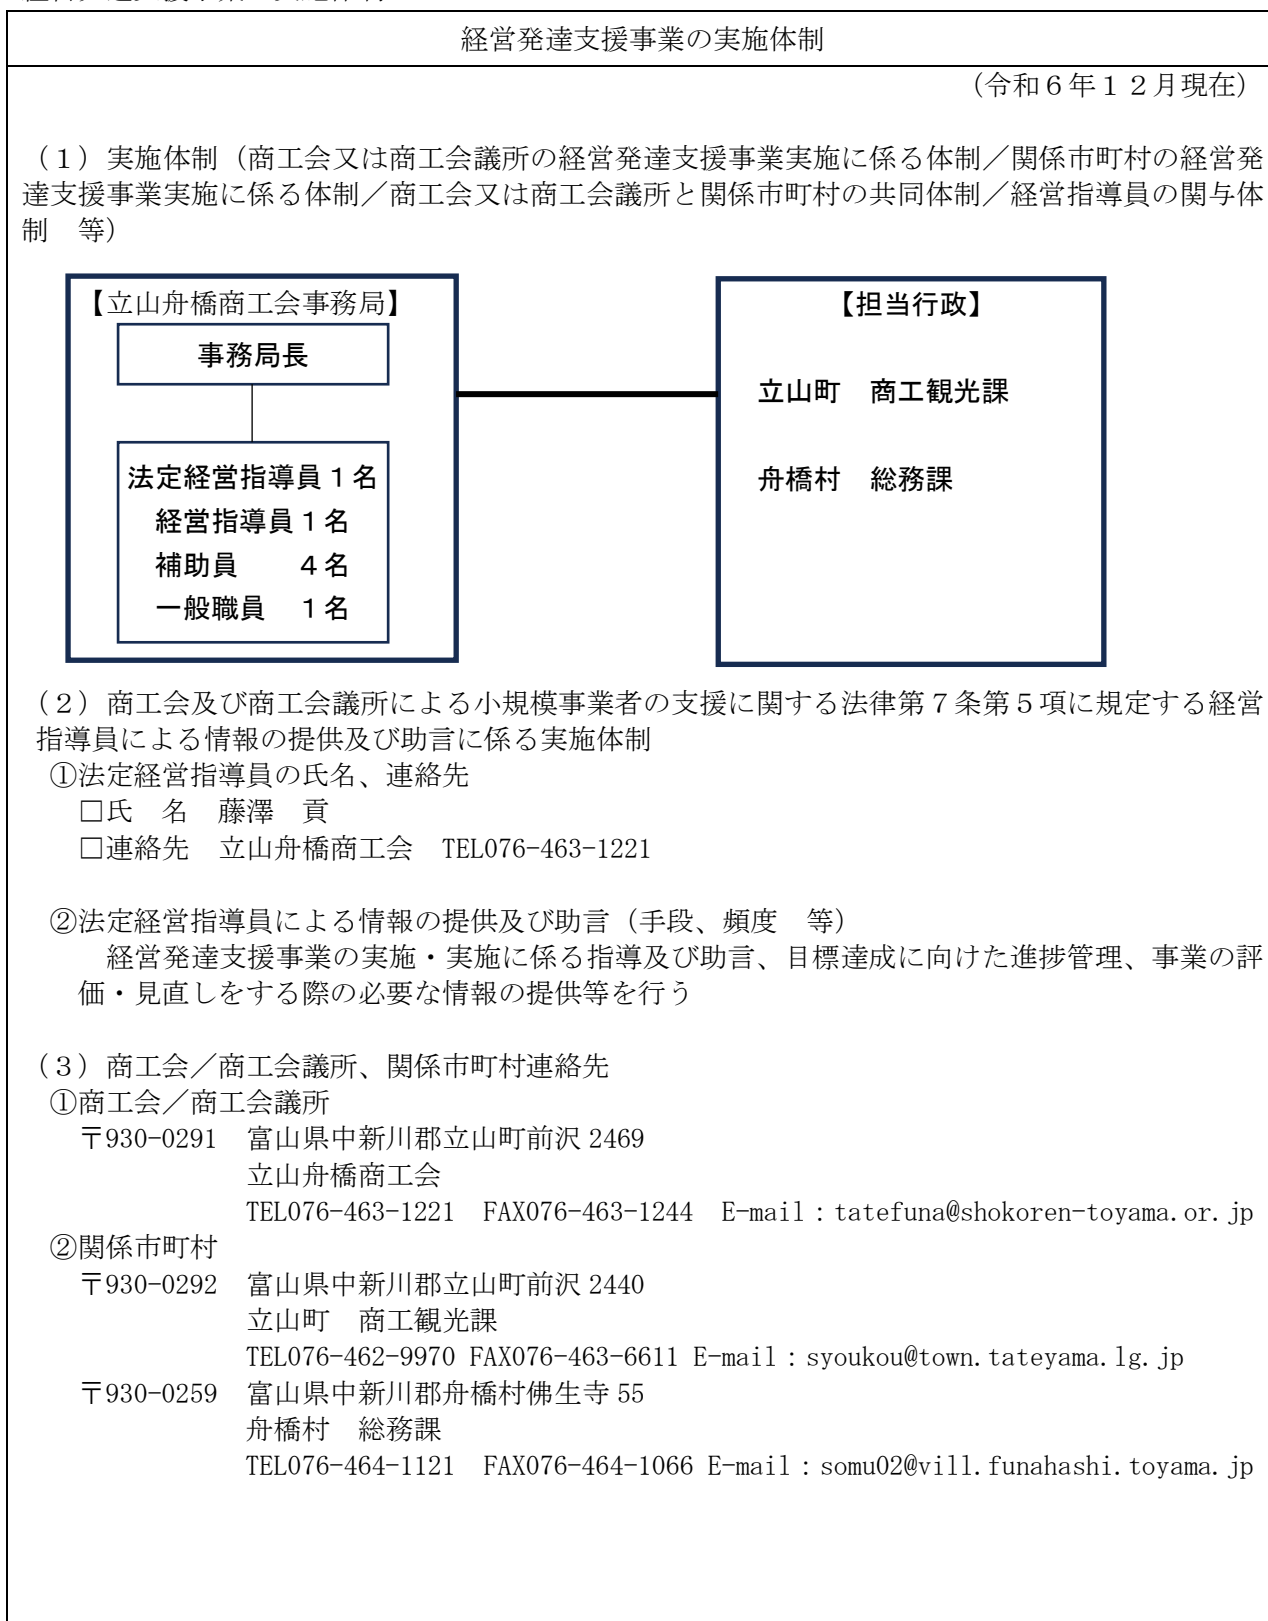 経営発達支援事業の実施体制
（令和６年１２月現在）
（１）実施体制（商工会又は商工会議所の経営発達支援事業実施に係る体制／関係市町村の経営発
達支援事業実施に係る体制／商工会又は商工会議所と関係市町村の共同体制／経営指導員の関与体
制　等）
【立山舟橋商工会事務局】
事務局長
法定経営指導員１名
経営指導員１名
補助員　　４名
一般職員　１名
【担当行政】
立山町　商工観光課
舟橋村　総務課
（２）商工会及び商工会議所による小規模事業者の支援に関する法律第７条第５項に規定する経営
指導員による情報の提供及び助言に係る実施体制
①法定経営指導員の氏名、連絡先
□氏　名　藤澤　貢
□連絡先　立山舟橋商工会　TEL076-463-1221
②法定経営指導員による情報の提供及び助言（手段、頻度　等）
経営発達支援事業の実施・実施に係る指導及び助言、目標達成に向けた進捗管理、事業の評
価・見直しをする際の必要な情報の提供等を行う
（３）商工会／商工会議所、関係市町村連絡先
①商工会／商工会議所
〒930-0291　富山県中新川郡立山町前沢 2469
立山舟橋商工会
TEL076-463-1221　FAX076-463-1244　E-mail：tatefuna@shokoren-toyama.or.jp
②関係市町村
〒930-0292　富山県中新川郡立山町前沢 2440
立山町　商工観光課
TEL076-462-9970 FAX076-463-6611 E-mail：syoukou@town.tateyama.lg.jp
〒930-0259　富山県中新川郡舟橋村佛生寺 55
舟橋村　総務課
TEL076-464-1121　FAX076-464-1066 E-mail：somu02@vill.funahashi.toyama.jp